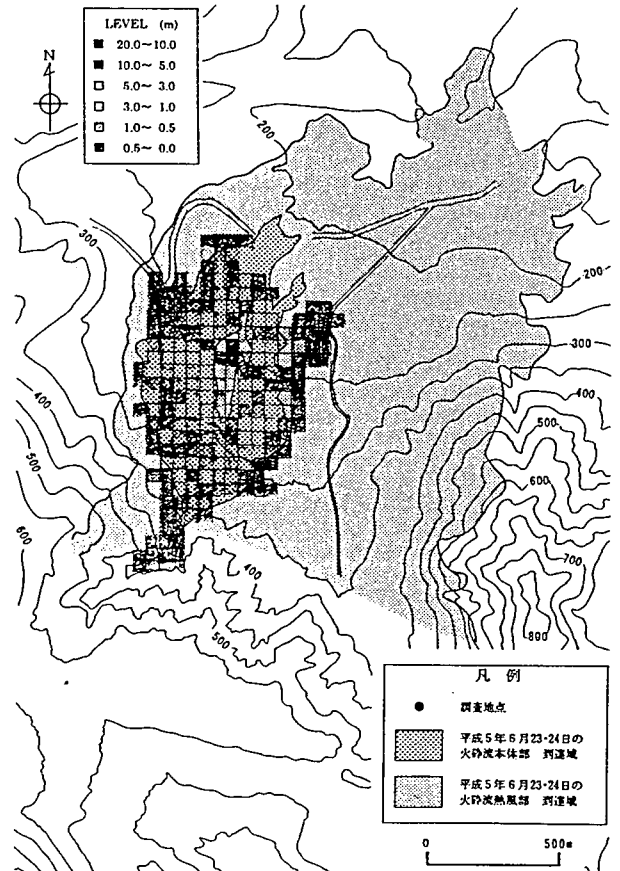 LEVEL (m)
20.0~10.0
10.0~ 5.0
5.0~ 3.0
3.0~ 1.0
1.0~ 0.5
0.5~ 0.0
N
200
300
200
300
400
400
500
500
600
600
700
400
500
800
凡 例
調査地点
平成5年6月23・24日の
火砕流本体部 到達域
平成5年6月23・24日の
火砕流熱風部 到達域
0 500m